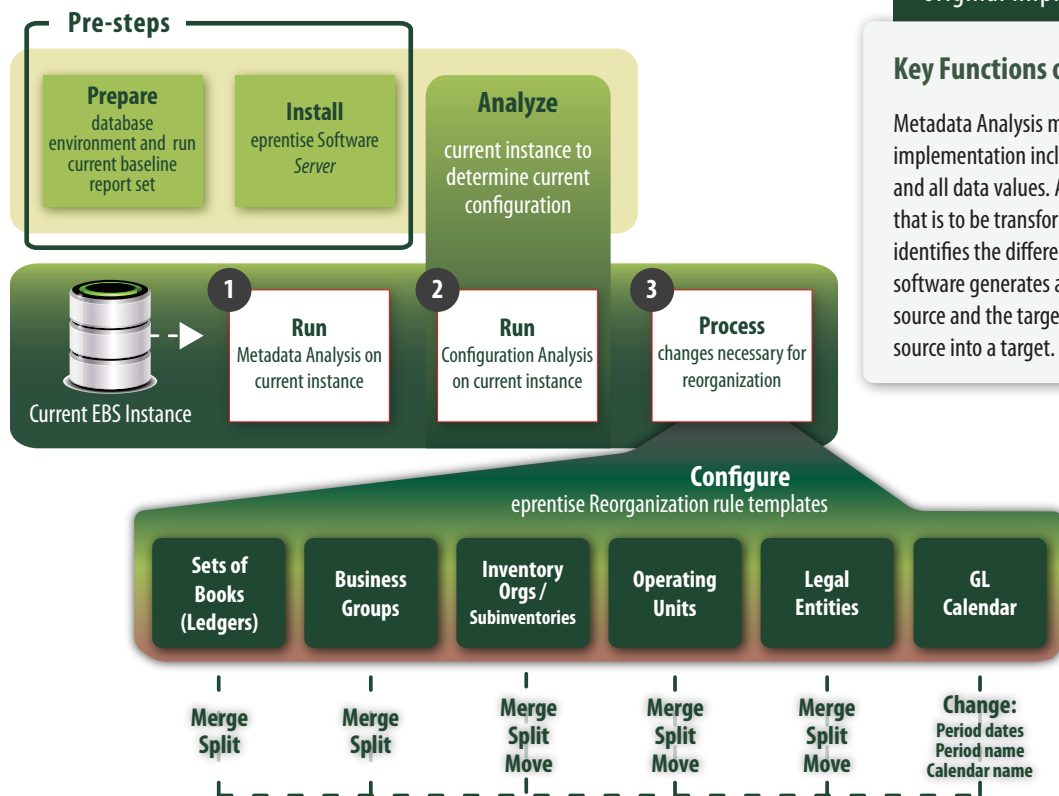 Pre-steps
Prepare
database
environment and run
current baseline
report set
Install
eprentise Software
Server
Analyze
current instance to
determine current
configuration
Key Functions
Metadata Analysis
implementation
and all data values.
that is to be
identifies the
software generates a
source and the
source into a target.
Current EBS Instance
1
Run
Metadata Analysis on
current instance
2
Run
Configuration Analysis
on current instance
3
Process
changes necessary for
reorganization
Configure
eprentise Reorganization rule templates
Sets of
Books
(Ledgers)
Business
Groups
Inventory
Orgs /
Subinventories
Operating
Units
Legal
Entities
GL
Calendar
Merge
Split
Merge
Split
Merge
Split
Move
Merge
Split
Move
Merge
Split
Move
Change:
Period dates
Period name
Calendar name